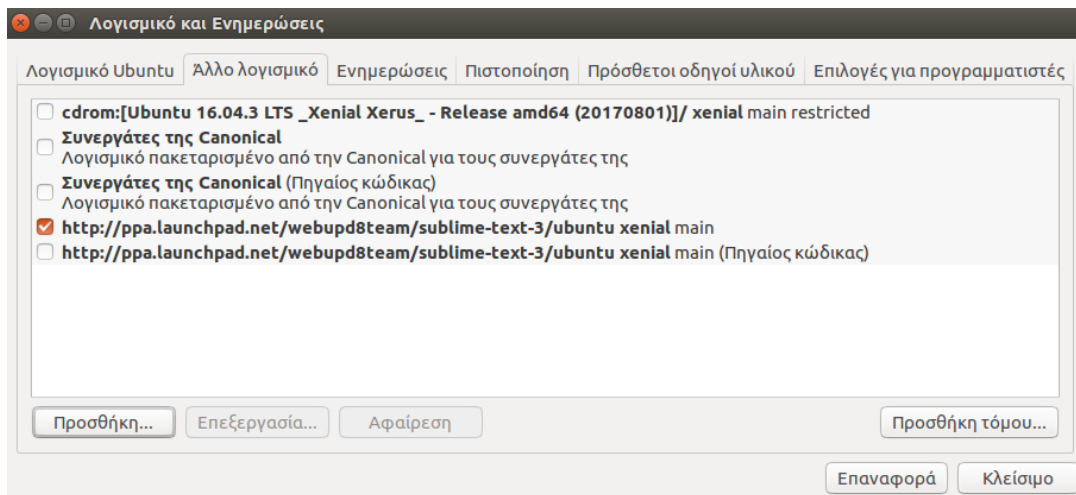 Λογισμικό και Ενημερώσεις
Λογισμικό Ubuntu Άλλο λογισμικό Ενημερώσεις Πιστοποίηση Πρόσθετοι οδηγοί υλικού Επιλογές για προγραμματιστές
cdrom:[Ubuntu 16.04.3 LTS _Xenial Xerus_ - Release amd64 (20170801)]/ xenial main restricted
Συνεργάτες της Canonical
Λογισμικό πακεταρισμένο από την Canonical για τους συνεργάτες της
Συνεργάτες της Canonical (Πηγαίος κώδικας)
Λογισμικό πακεταρισμένο από την Canonical για τους συνεργάτες της
http://ppa.launchpad.net/webupd8team/sublime-text-3/ubuntu xenial main
http://ppa.launchpad.net/webupd8team/sublime-text-3/ubuntu xenial main (Πηγαίος κώδικας)
Προσθήκη... Επεξεργασία... Αφαίρεση Προσθήκη τόμου...
Επαναφορά Κλείσιμο